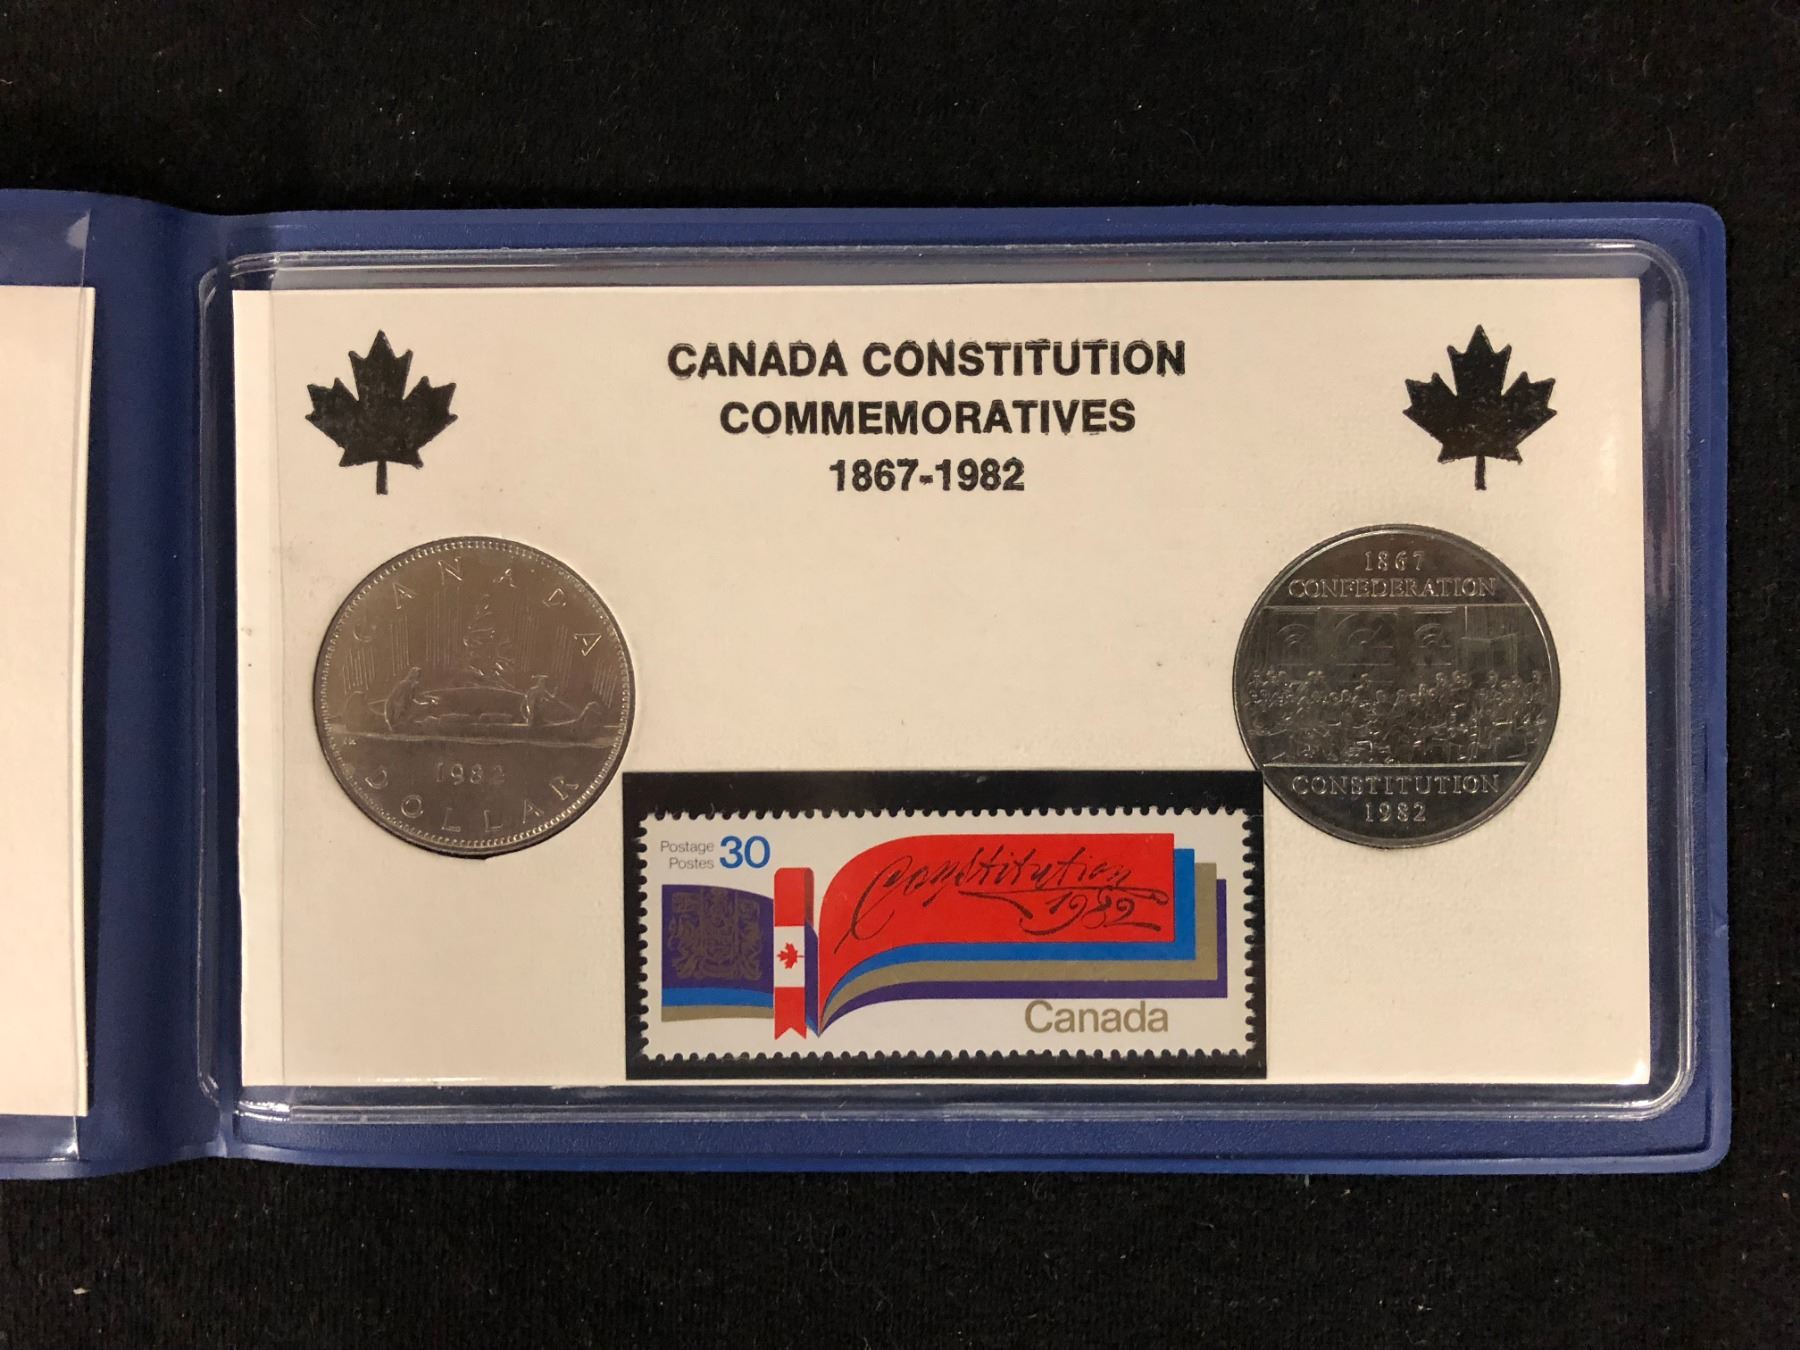 CANADA CONSTITUTION
COMMEMORATIVES
1867-1982
CANADA
1982
DOLLAR
1867
CONFEDERATION
CONSTITUTION
1982
Postage 30
Postes
Constitution
1982
Canada